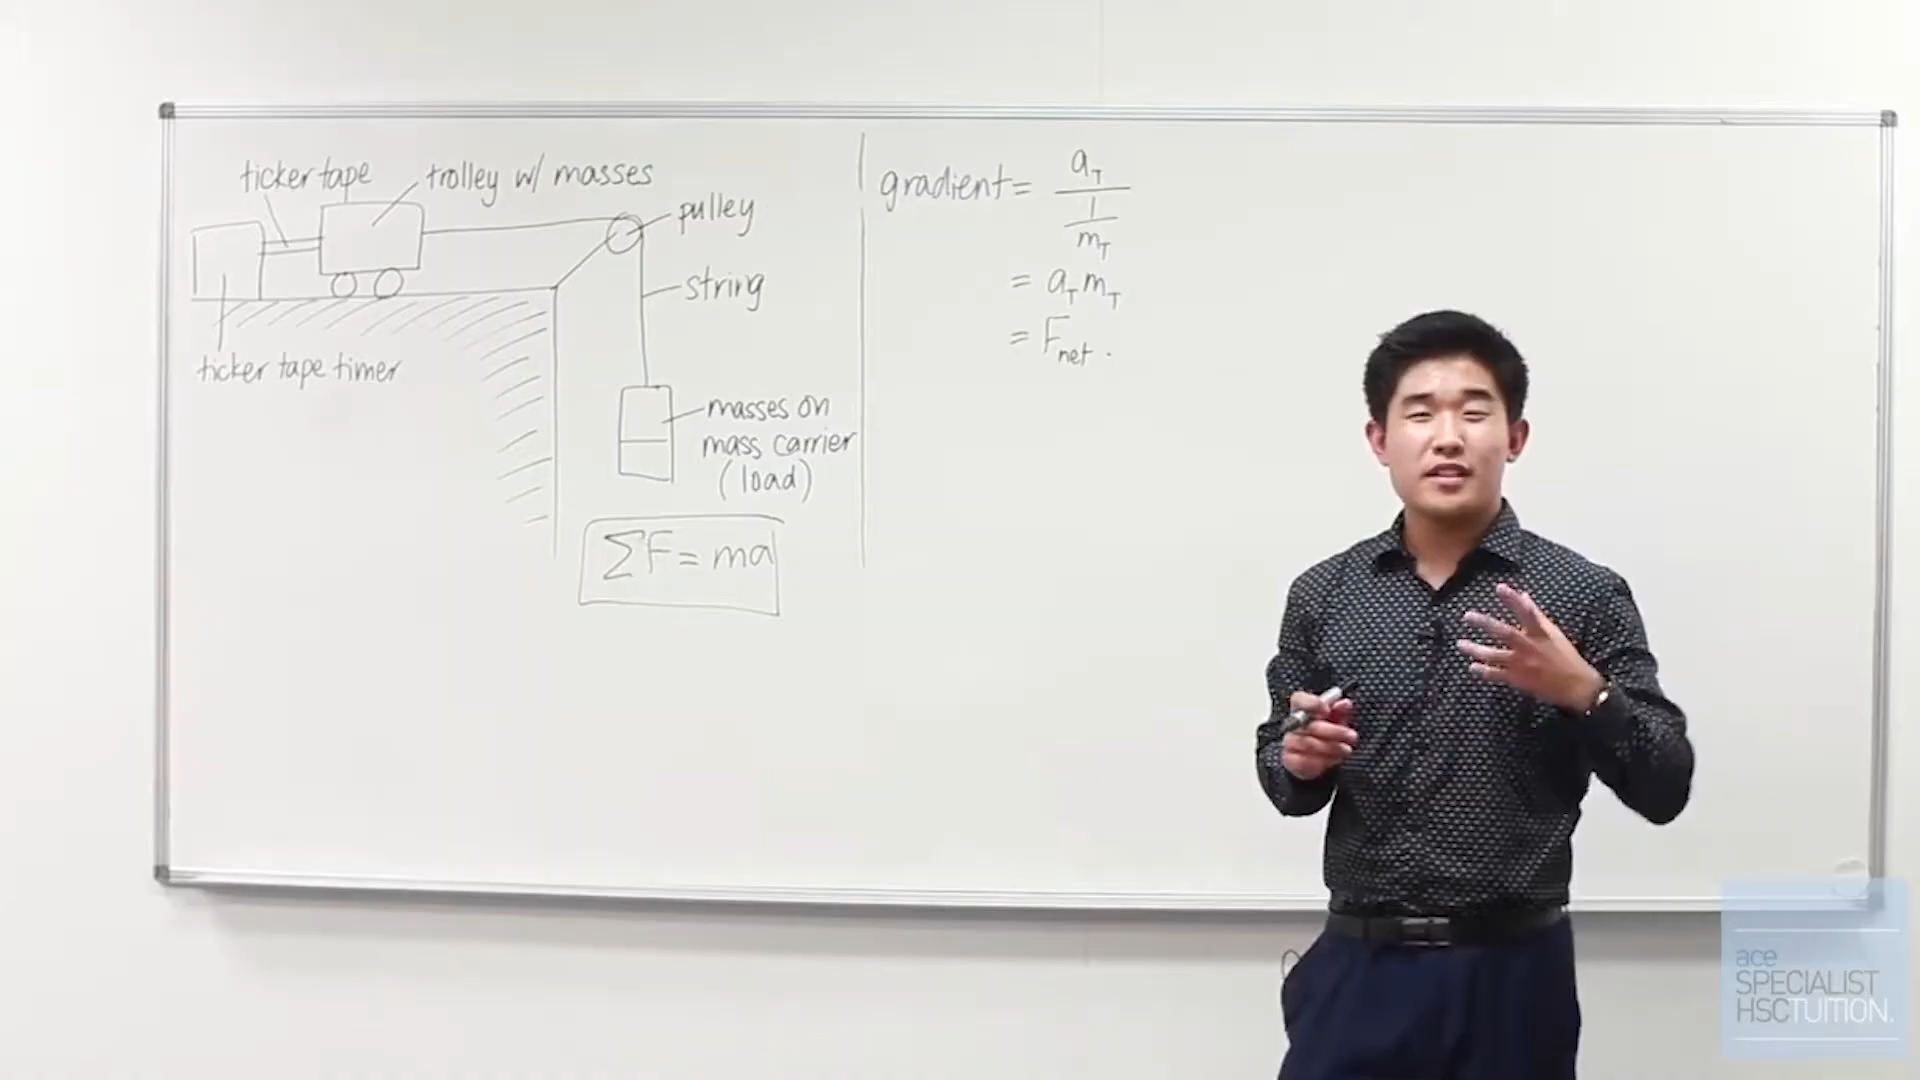 ticker tape
trolley w/ masses
pulley
string
ticker tape timer
masses on
mass carrier
(load)
ΣF = ma
gradient = a_T / (1 / m_T)
= a_T m_T
= F_net.
ace
SPECIALIST
HSCTUITION.